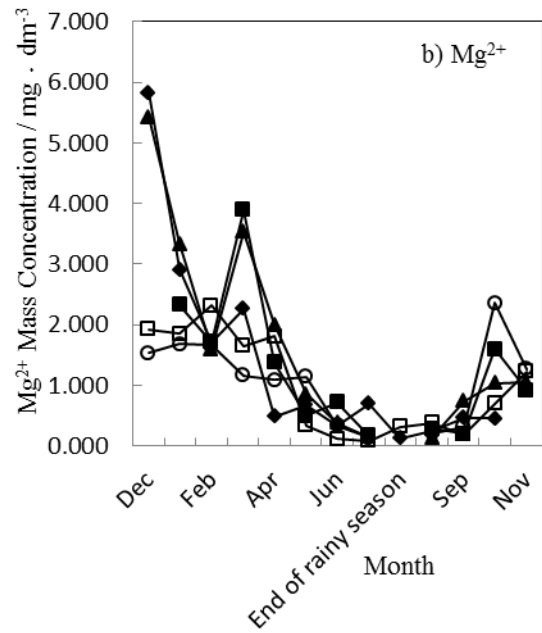 7.000
b) Mg²⁺
6.000
5.000
4.000
3.000
2.000
1.000
0.000
Mg²⁺ Mass Concentration / mg · dm⁻³
Dec
Feb
Apr
Jun
End of rainy season
Sep
Nov
Month